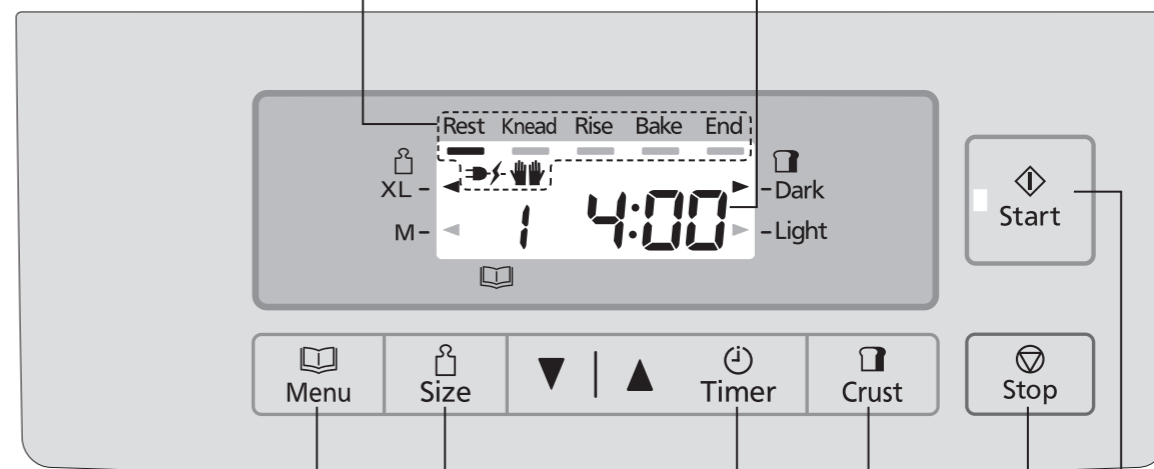 Rest Knead Rise Bake End
XL Dark
1 4:00
M Light
Start
Menu Size Timer Crust Stop